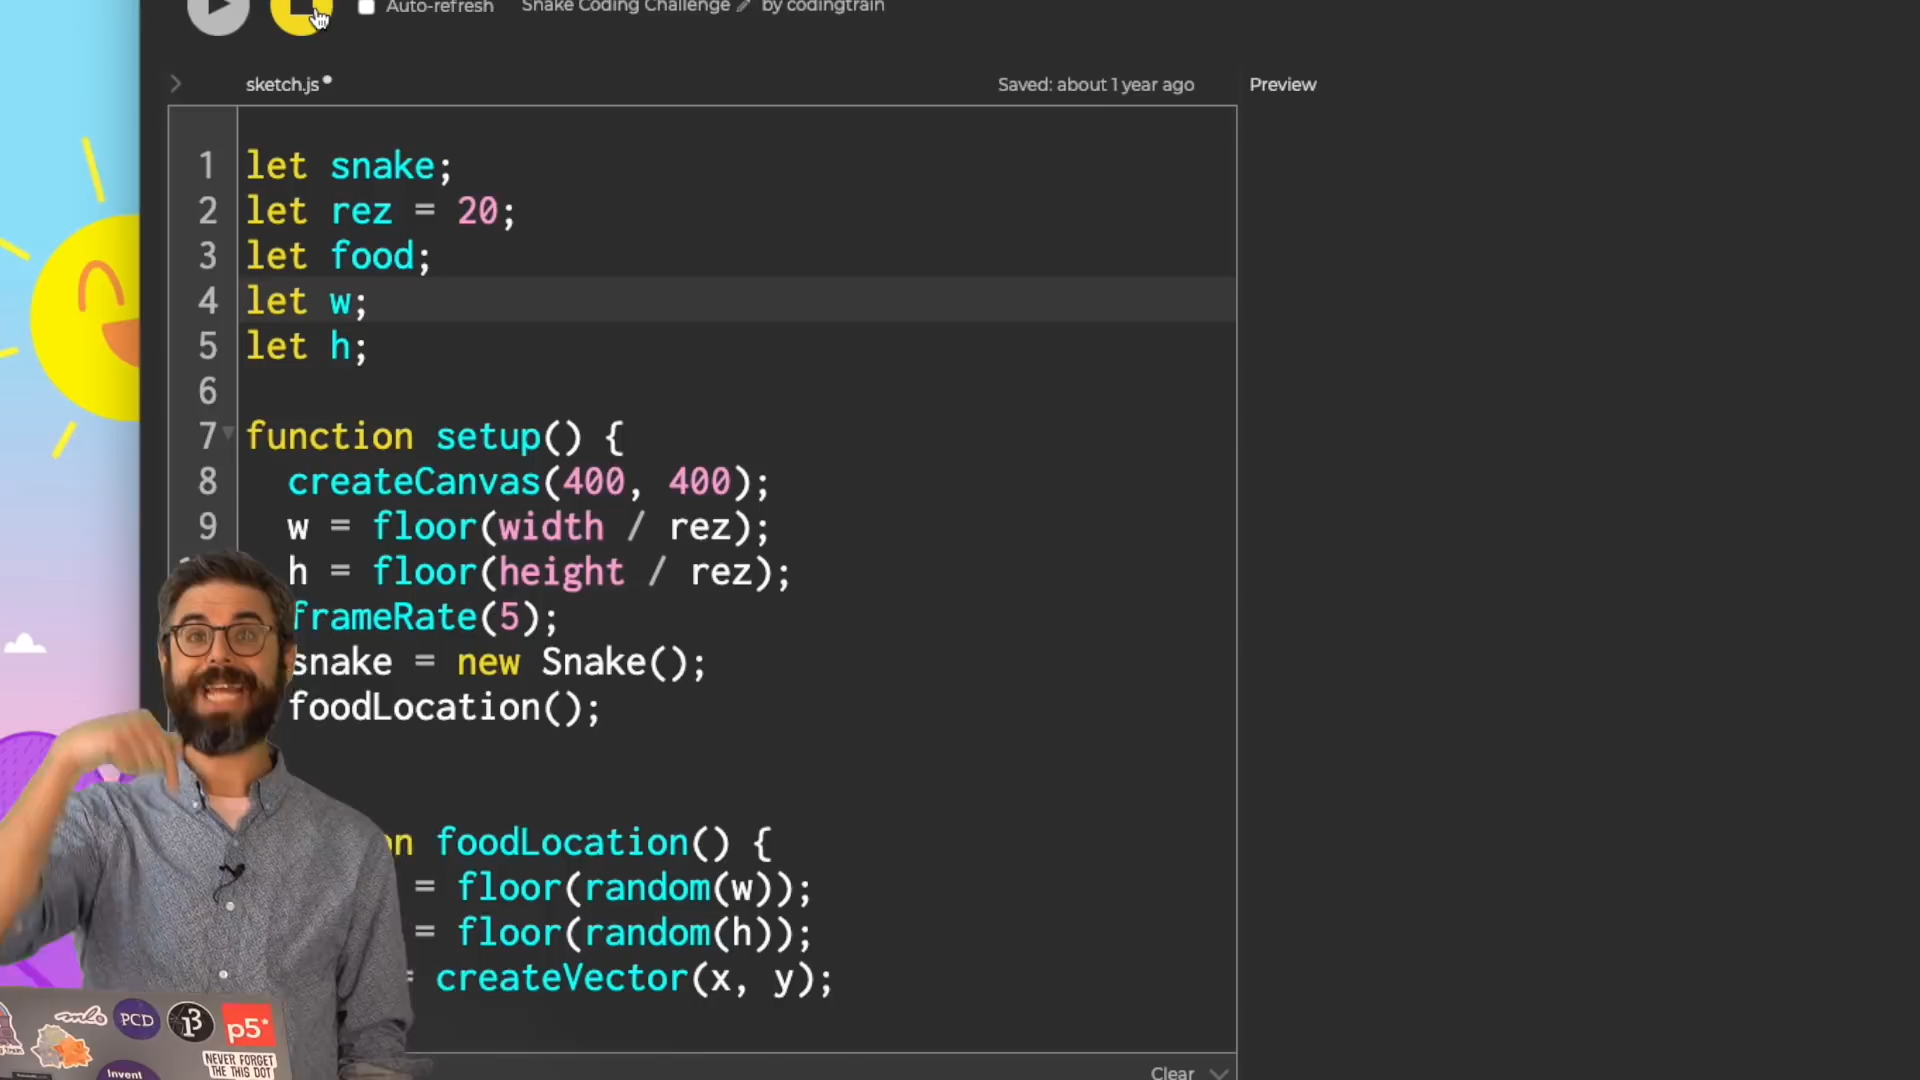 Auto-refresh
Snake Coding Challenge by codingtrain
sketch.js
Saved: about 1 year ago
Preview
1 let snake;
2 let rez = 20;
3 let food;
4 let w;
5 let h;
6
7 function setup() {
8 createCanvas(400, 400);
9 w = floor(width / rez);
h = floor(height / rez);
frameRate(5);
snake = new Snake();
foodLocation();
on foodLocation() {
= floor(random(w));
= floor(random(h));
= createVector(x, y);
Clear
mlo
PCD
p5*
NEVER FORGET
THE THIS DOT
Invent